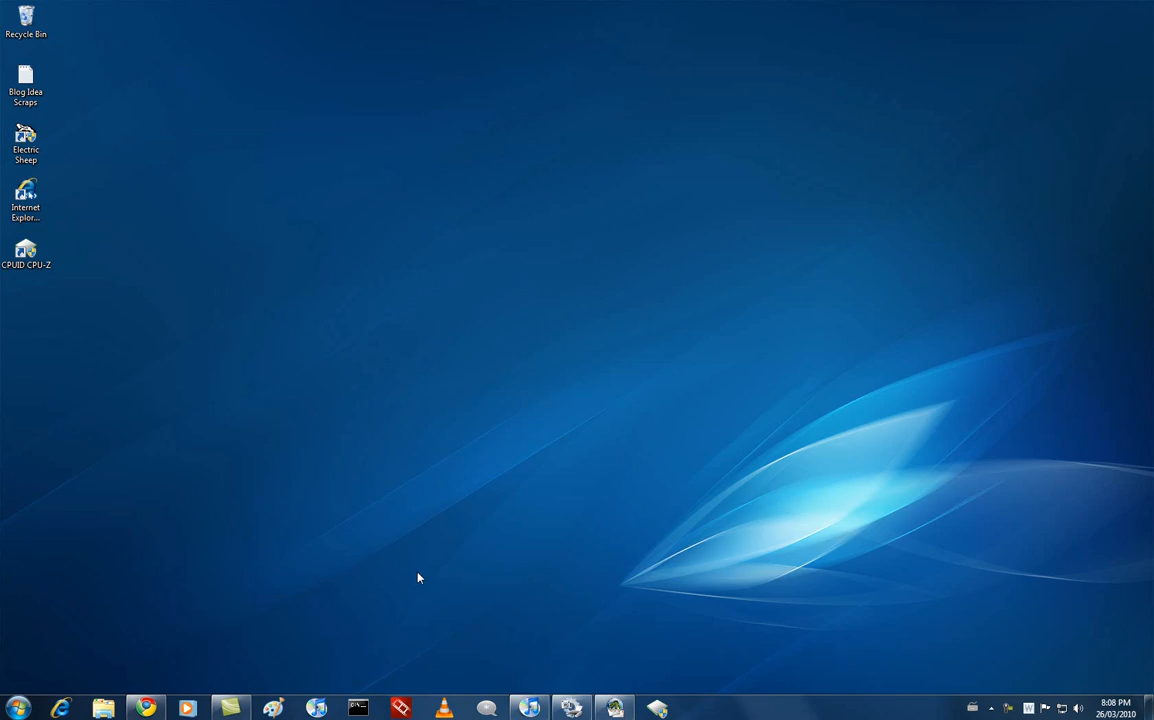 Recycle Bin
Blog Idea
Scraps
Electric
Sheep
Internet
Explor...
CPUID CPU-Z
C:\_
W
8:08 PM
26/03/2010